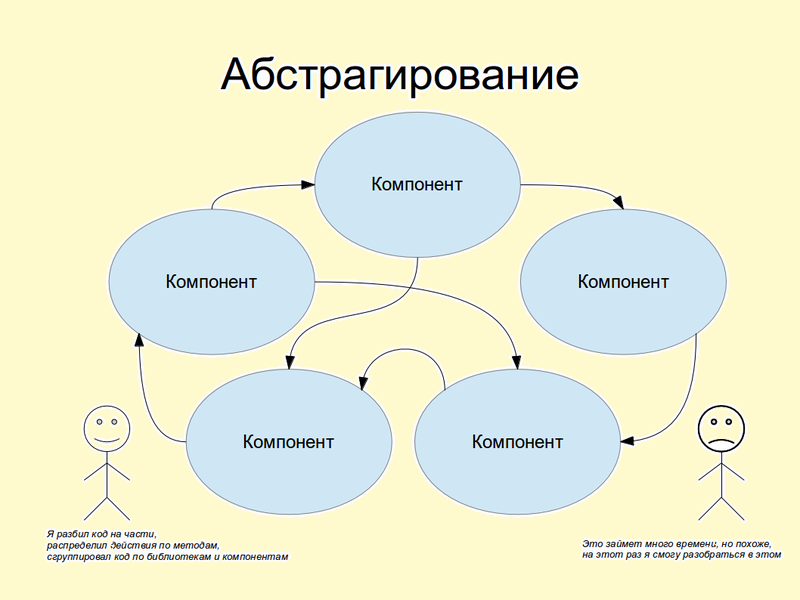 Абстрагирование
Компонент
Компонент
Компонент
Компонент
Компонент
Я разбил код на части,
распределил действия по методам,
сгруппировал код по библиотекам и компонентам
Это займет много времени, но похоже,
на этот раз я смогу разобраться в этом